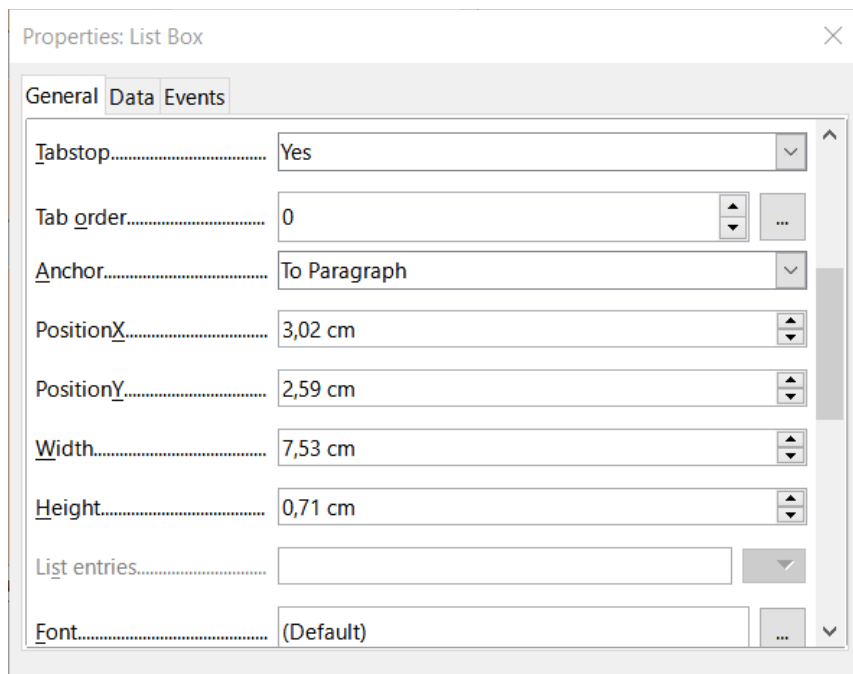 Properties: List Box
General Data Events
Tabstop..................................... Yes
Tab order................................. 0 ...
Anchor....................................... To Paragraph
PositionX.................................. 3,02 cm
PositionY.................................. 2,59 cm
Width......................................... 7,53 cm
Height....................................... 0,71 cm
List entries...............................
Font............................................. (Default) ...